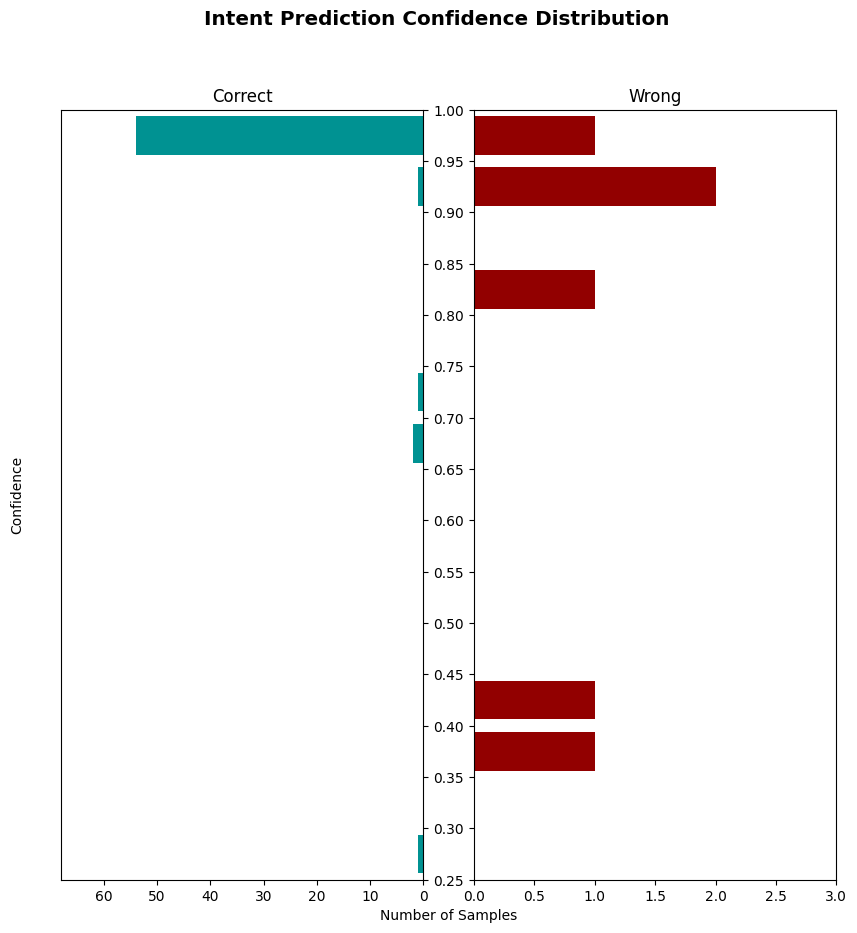 Intent Prediction Confidence Distribution
Correct
Wrong
1.00
0.95
0.90
0.85
0.80
0.75
0.70
0.65
0.60
0.55
0.50
0.45
0.40
0.35
0.30
0.25
Confidence
60 50 40 30 20 10 0
0.0 0.5 1.0 1.5 2.0 2.5 3.0
Number of Samples